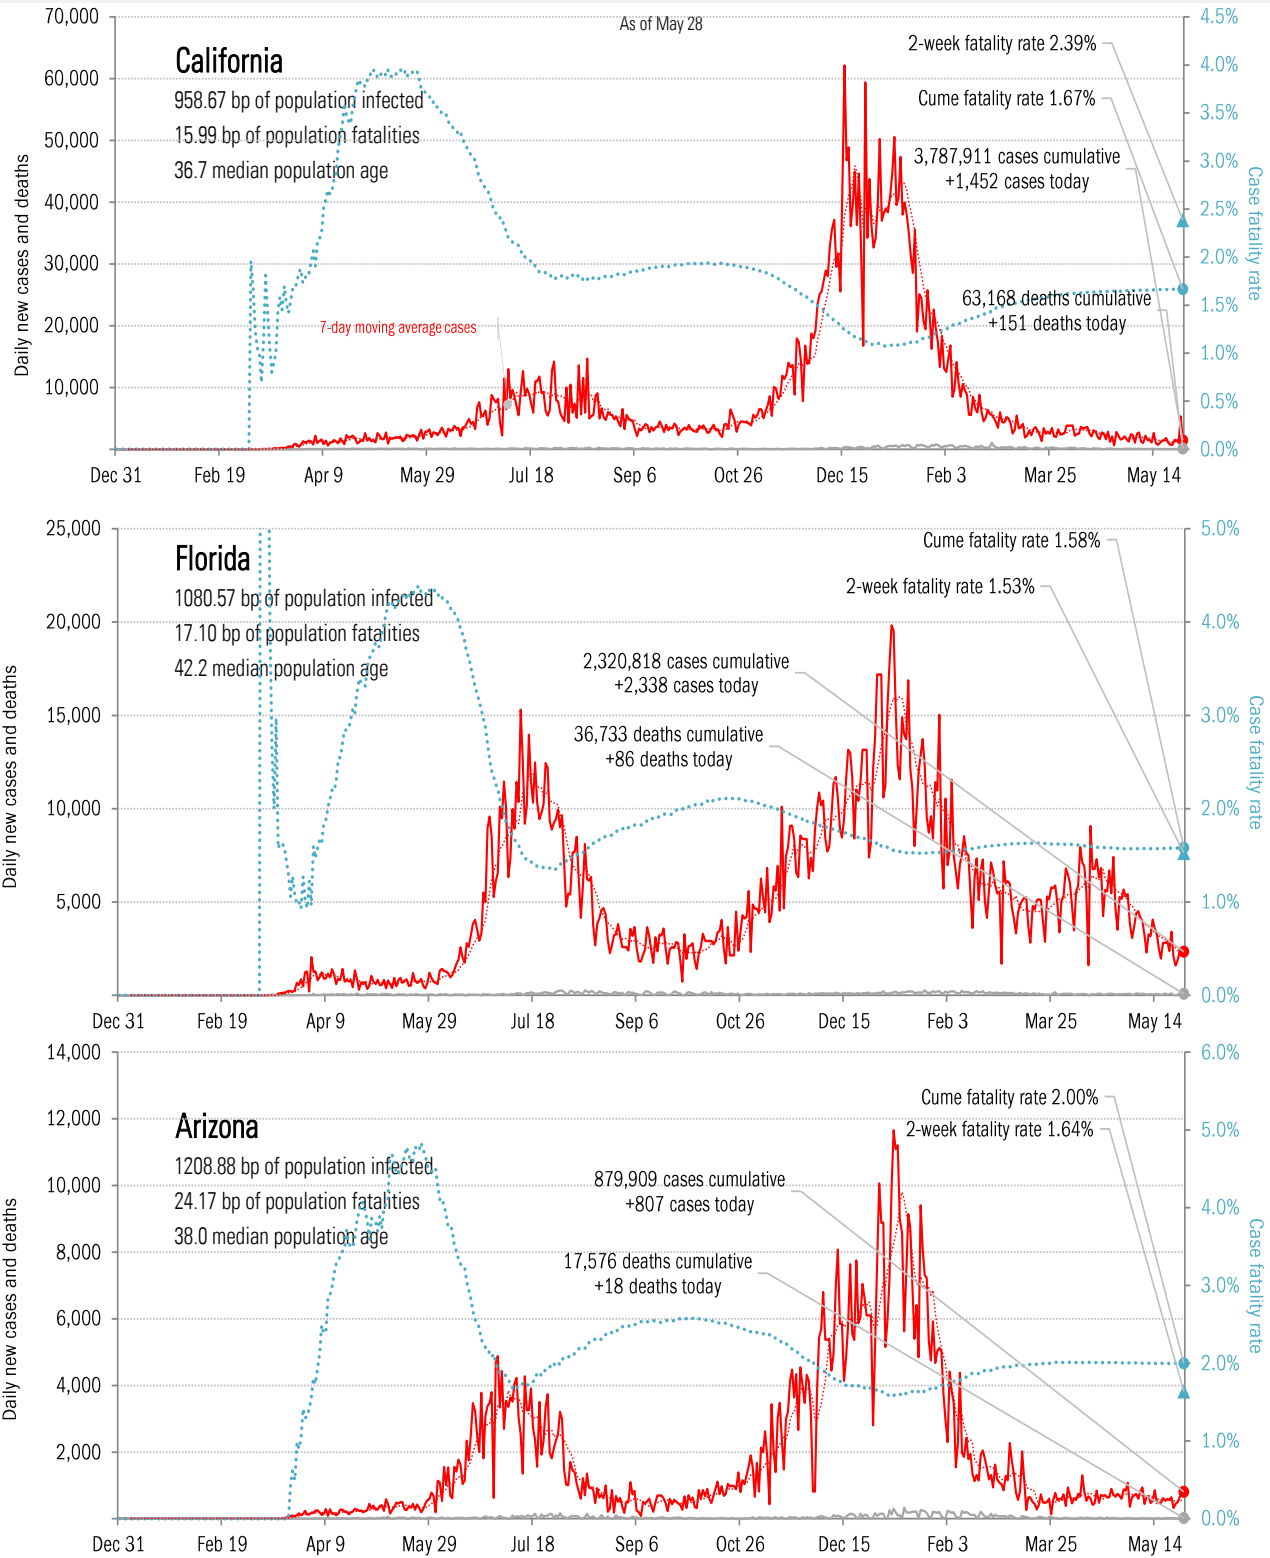 As of May 28
California
958.67 bp of population infected
15.99 bp of population fatalities
36.7 median population age
2-week fatality rate 2.39%
Cume fatality rate 1.67%
3,787,911 cases cumulative
+1,452 cases today
63,168 deaths cumulative
+151 deaths today
7-day moving average cases
Daily new cases and deaths
70,000
60,000
50,000
40,000
30,000
20,000
10,000
Case fatality rate
4.5%
4.0%
3.5%
3.0%
2.5%
2.0%
1.5%
1.0%
0.5%
0.0%
Dec 31 Feb 19 Apr 9 May 29 Jul 18 Sep 6 Oct 26 Dec 15 Feb 3 Mar 25 May 14
Florida
1080.57 bp of population infected
17.10 bp of population fatalities
42.2 median population age
Cume fatality rate 1.58%
2-week fatality rate 1.53%
2,320,818 cases cumulative
+2,338 cases today
36,733 deaths cumulative
+86 deaths today
Daily new cases and deaths
25,000
20,000
15,000
10,000
5,000
Case fatality rate
5.0%
4.0%
3.0%
2.0%
1.0%
0.0%
Dec 31 Feb 19 Apr 9 May 29 Jul 18 Sep 6 Oct 26 Dec 15 Feb 3 Mar 25 May 14
Arizona
1208.88 bp of population infected
24.17 bp of population fatalities
38.0 median population age
Cume fatality rate 2.00%
2-week fatality rate 1.64%
879,909 cases cumulative
+807 cases today
17,576 deaths cumulative
+18 deaths today
Daily new cases and deaths
14,000
12,000
10,000
8,000
6,000
4,000
2,000
Case fatality rate
6.0%
5.0%
4.0%
3.0%
2.0%
1.0%
0.0%
Dec 31 Feb 19 Apr 9 May 29 Jul 18 Sep 6 Oct 26 Dec 15 Feb 3 Mar 25 May 14